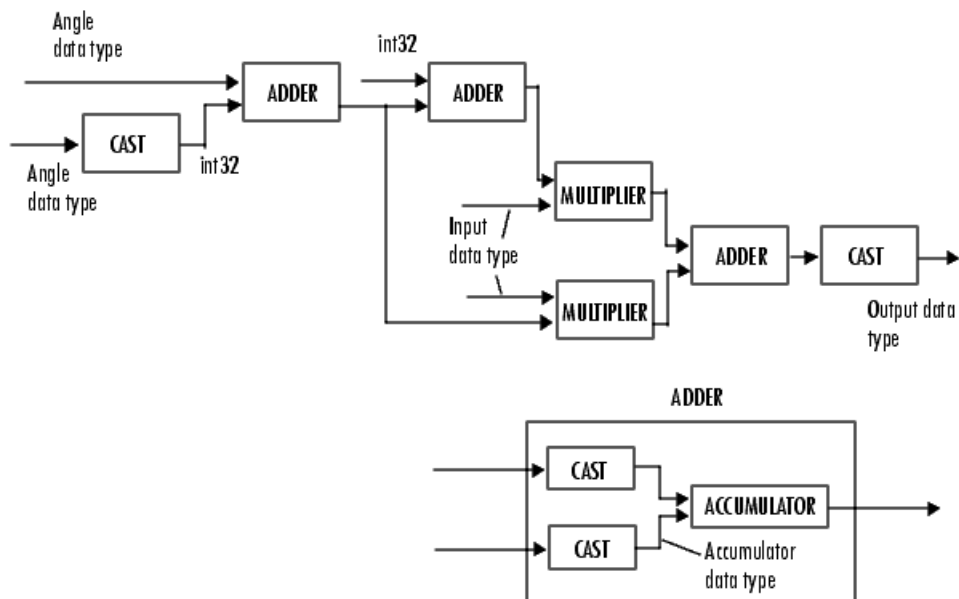 Angle
data type
int32
ADDER
ADDER
CAST
int32
Angle
data type
MULTIPLIER
Input
data type
ADDER
CAST
MULTIPLIER
Output data
type
ADDER
CAST
ACCUMULATOR
CAST
Accumulator
data type